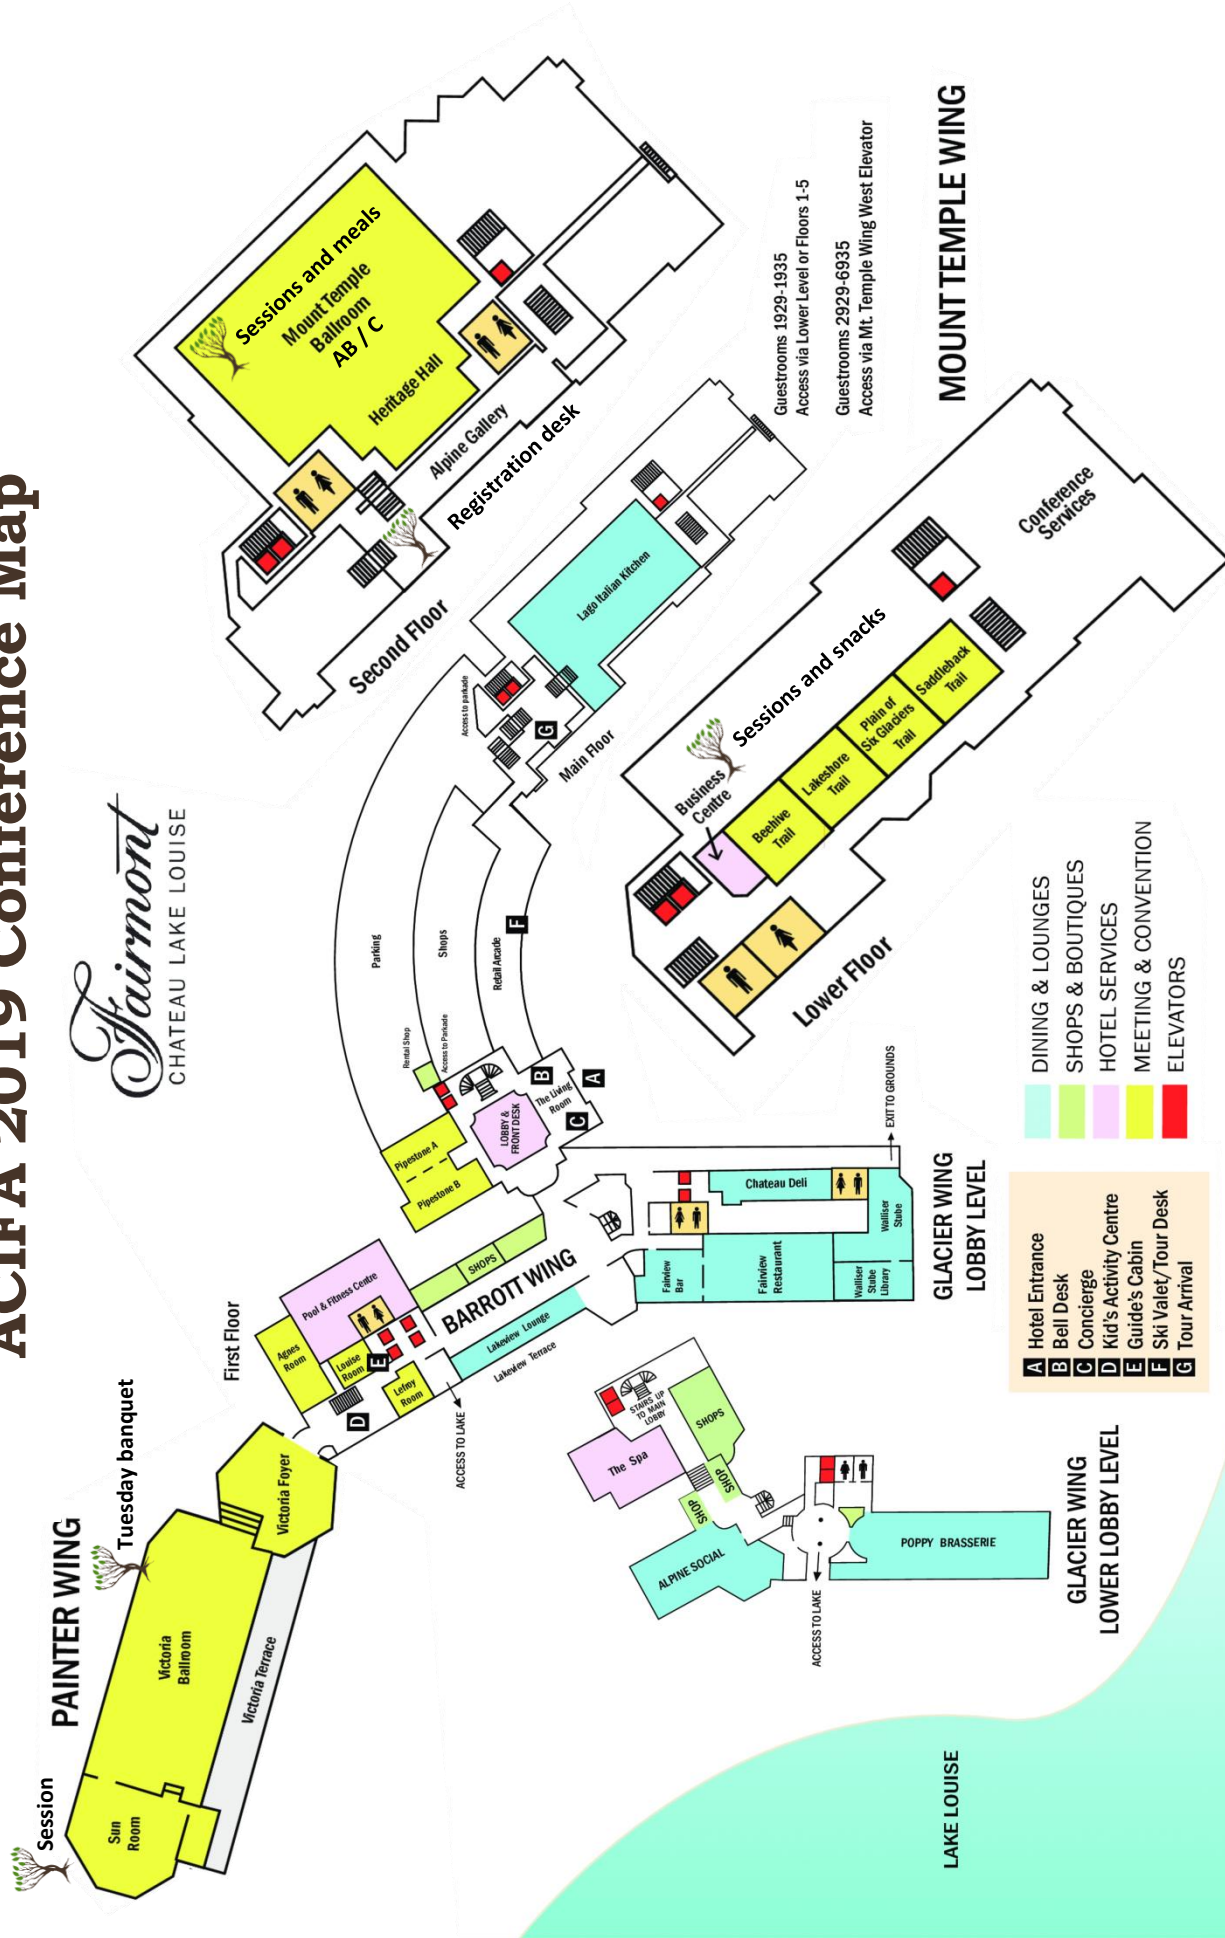 ACIFA 2019 Conference Map
Fairmont
CHATEAU LAKE LOUISE
PAINTER WING
Session
Tuesday banquet
Sun
Room
Victoria
Ballroom
Victoria Terrace
Victoria Foyer
First Floor
Agnes
Room
Louise
Room
Lefroy
Room
Pool & Fitness Centre
D
E
ACCESS TO LAKE
BARROTT WING
SHOPS
Lakeview Lounge
Lakeview Terrace
Pipestone A
Pipestone B
Rental Shop
Access to Parkade
LOBBY &
FRONT DESK
The Living
Room
A
B
C
Parking
Shops
Retail Arcade
F
Access to parkade
G
Main Floor
Lago Italian Kitchen
Second Floor
Sessions and meals
Mount Temple
Ballroom
AB / C
Heritage Hall
Alpine Gallery
Registration desk
Guestrooms 1929-1935
Access via Lower Level or Floors 1-5
Guestrooms 2929-6935
Access via Mt. Temple Wing West Elevator
MOUNT TEMPLE WING
Lower Floor
Business
Centre
Sessions and snacks
Beehive
Trail
Lakeshore
Trail
Plain of
Six Glaciers
Trail
Saddleback
Trail
Conference
Services
GLACIER WING
LOBBY LEVEL
Chateau Deli
Fairview
Bar
Fairview
Restaurant
Walliser
Stube
Walliser
Stube
Library
EXIT TO GROUNDS
GLACIER WING
LOWER LOBBY LEVEL
STAIRS UP
TO MAIN
LOBBY
The Spa
SHOPS
SHOP
SHOP
ALPINE SOCIAL
POPPY BRASSERIE
ACCESS TO LAKE
LAKE LOUISE
DINING & LOUNGES
SHOPS & BOUTIQUES
HOTEL SERVICES
MEETING & CONVENTION
ELEVATORS
A Hotel Entrance
B Bell Desk
C Concierge
D Kid's Activity Centre
E Guide's Cabin
F Ski Valet/Tour Desk
G Tour Arrival